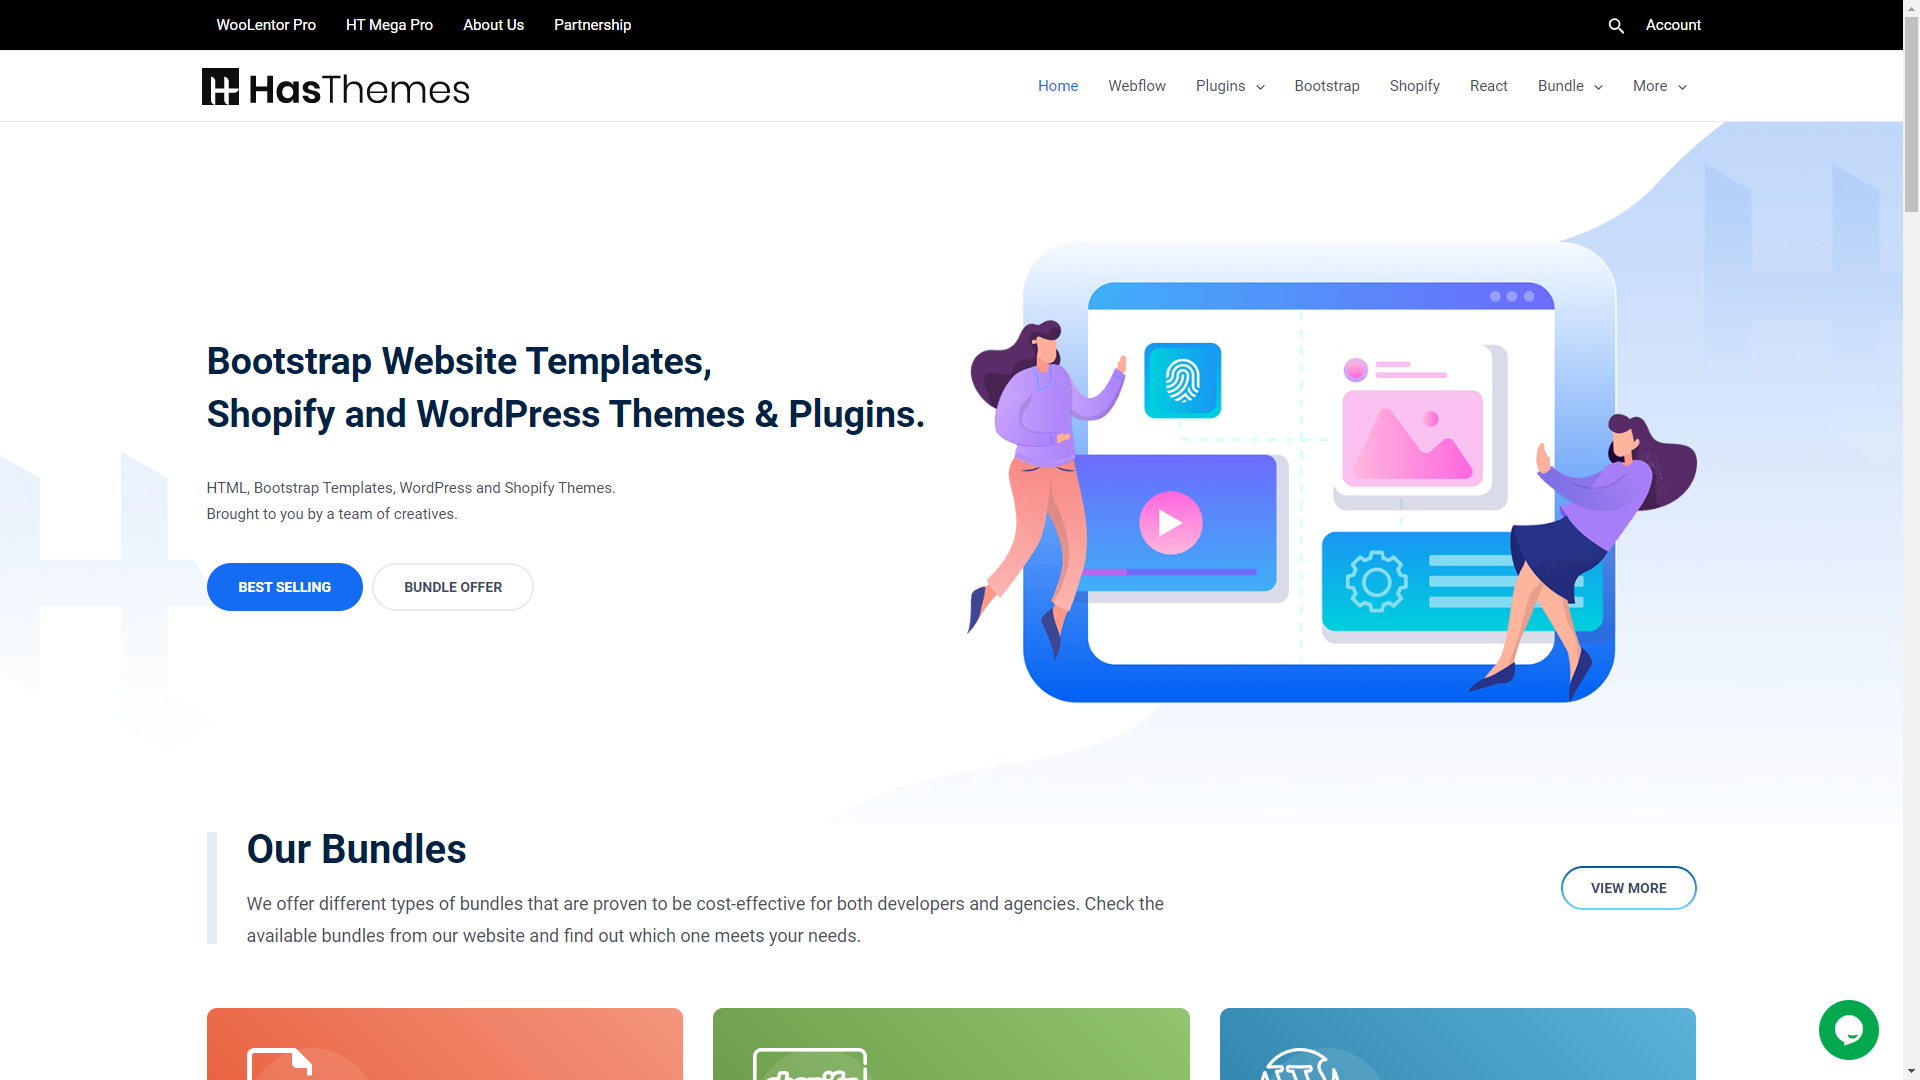 WooLentor Pro HT Mega Pro About Us Partnership Account
HasThemes
Home Webflow Plugins Bootstrap Shopify React Bundle More
Bootstrap Website Templates,
Shopify and WordPress Themes & Plugins.
HTML, Bootstrap Templates, WordPress and Shopify Themes.
Brought to you by a team of creatives.
BEST SELLING BUNDLE OFFER
Our Bundles
We offer different types of bundles that are proven to be cost-effective for both developers and agencies. Check the
available bundles from our website and find out which one meets your needs.
VIEW MORE